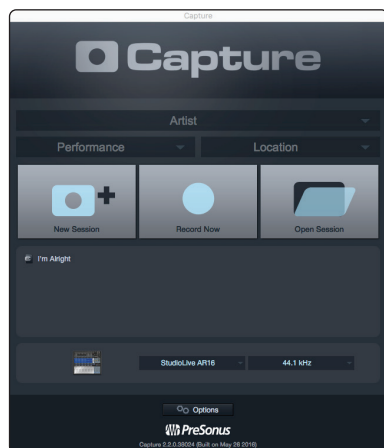 Capture
Capture
Artist
Performance Location
New Session Record Now Open Session
I'm Alright
StudioLive AR16 44.1 kHz
Options
PreSonus
Capture 2.2.0.38024 (Built on May 28 2016)